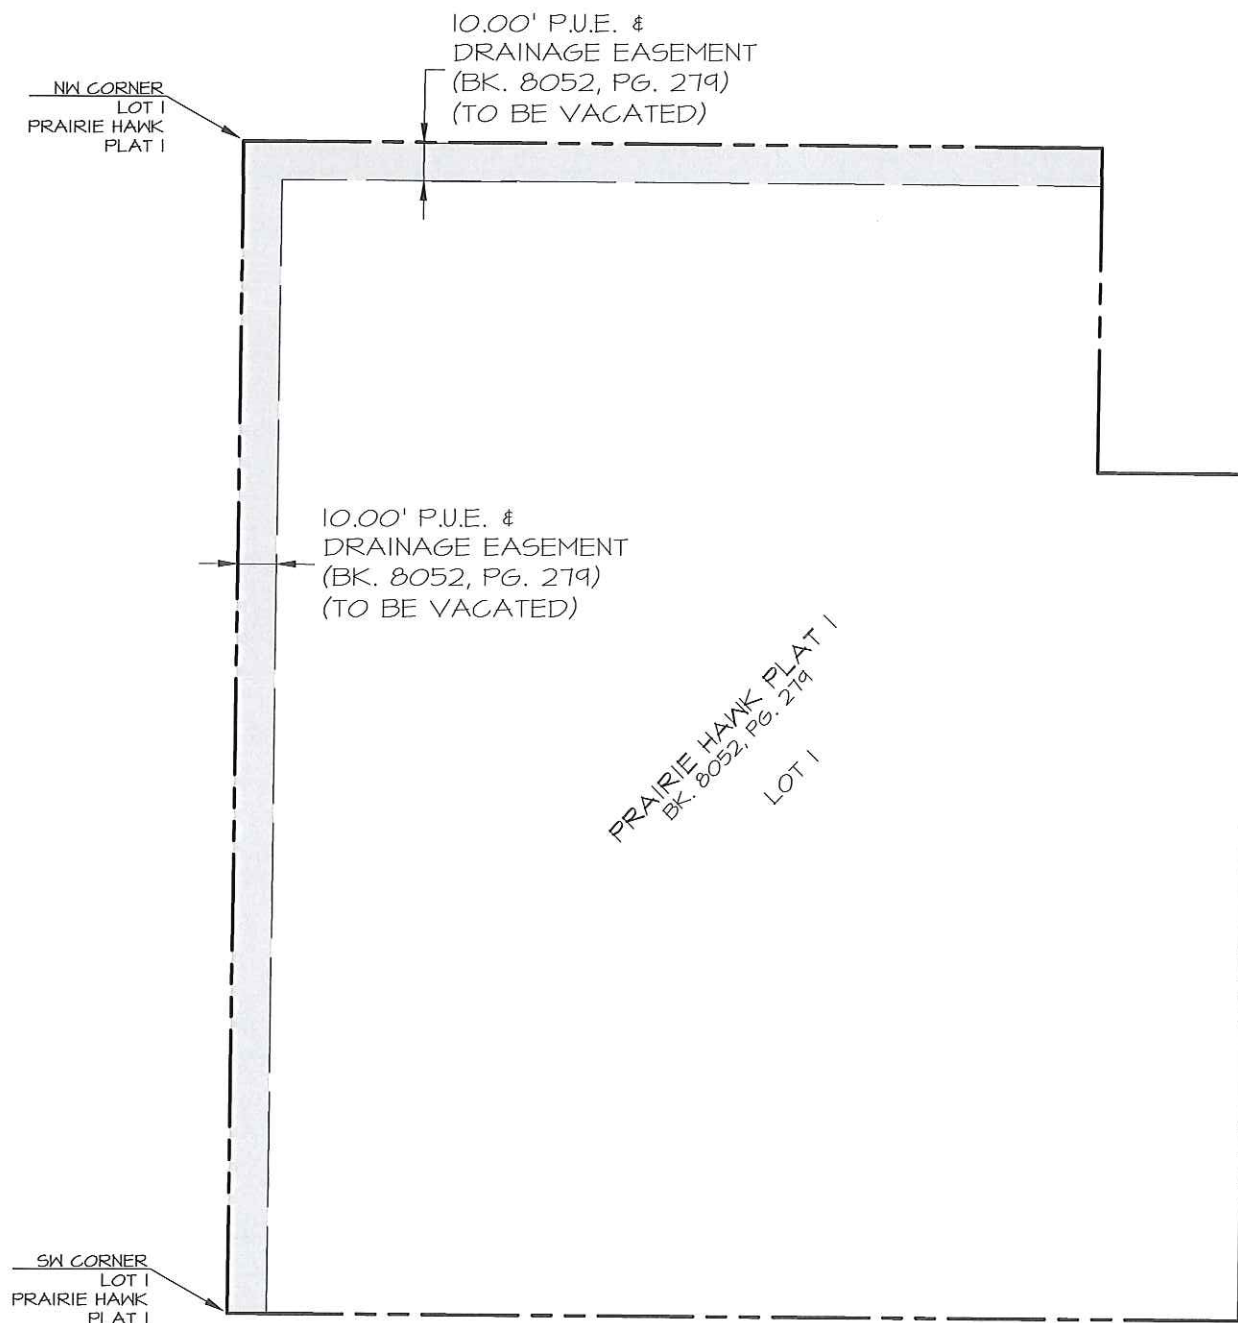 10.00' P.U.E. &
DRAINAGE EASEMENT
(BK. 8052, PG. 279)
(TO BE VACATED)
NW CORNER
LOT 1
PRAIRIE HAWK
PLAT 1
10.00' P.U.E. &
DRAINAGE EASEMENT
(BK. 8052, PG. 279)
(TO BE VACATED)
PRAIRIE HAWK PLAT 1
BK. 8052, PG. 279
LOT 1
SW CORNER
LOT 1
PRAIRIE HAWK
PLAT 1